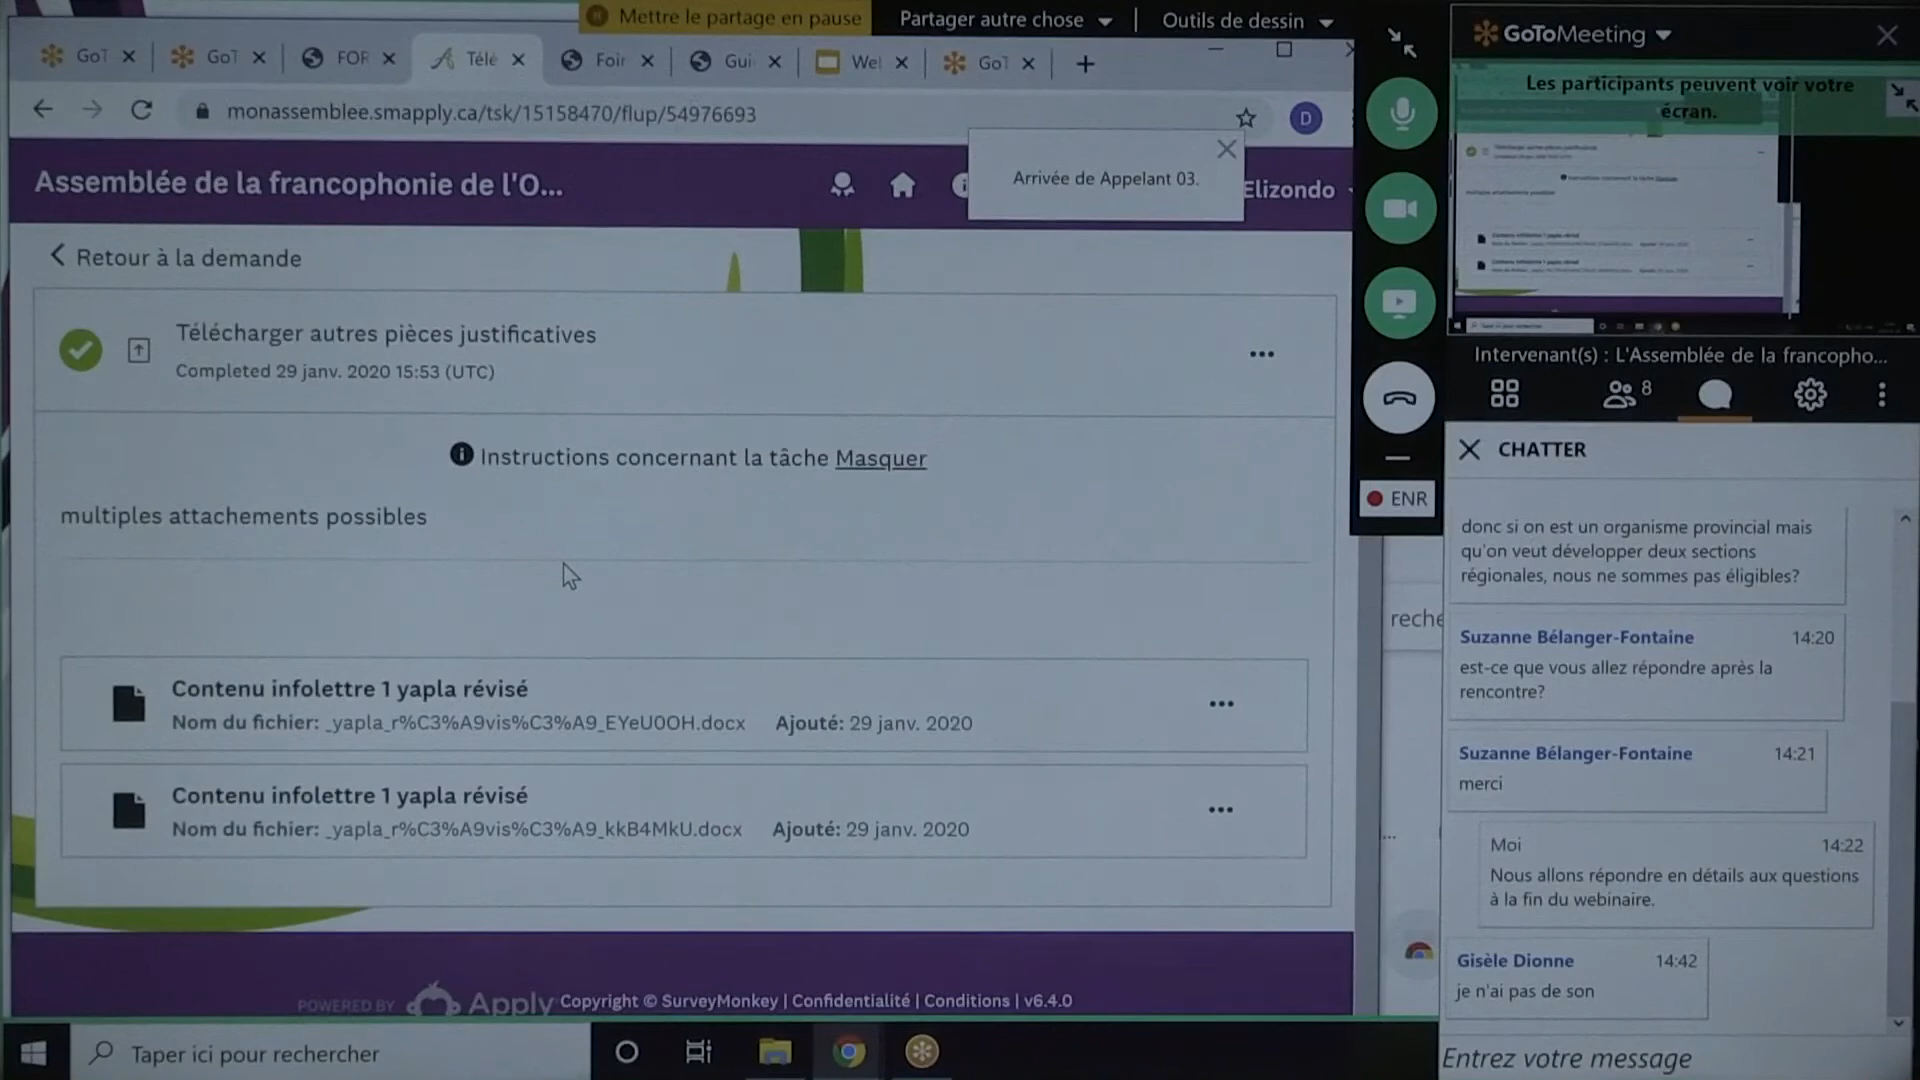 Mettre le partage en pause
Partager autre chose
Outils de dessin
GoT
GoT
FOR
Télé
Foir
Gui
Wel
GoT
monassemblee.smapply.ca/tsk/15158470/flup/54976693
D
Assemblée de la francophonie de l'O...
Arrivée de Appelant 03.
Elizondo
Retour à la demande
Télécharger autres pièces justificatives
Completed 29 janv. 2020 15:53 (UTC)
Instructions concernant la tâche Masquer
multiples attachements possibles
Contenu infolettre 1 yapla révisé
Nom du fichier: _yapla_r%C3%A9vis%C3%A9_EYeU0OH.docx Ajouté: 29 janv. 2020
Contenu infolettre 1 yapla révisé
Nom du fichier: _yapla_r%C3%A9vis%C3%A9_kkB4MkU.docx Ajouté: 29 janv. 2020
POWERED BY Apply Copyright © SurveyMonkey | Confidentialité | Conditions | v6.4.0
Taper ici pour rechercher
ENR
reche
GoToMeeting
Les participants peuvent voir votre
écran.
Intervenant(s) : L'Assemblée de la francopho...
8
CHATTER
donc si on est un organisme provincial mais
qu'on veut développer deux sections
régionales, nous ne sommes pas éligibles?
Suzanne Bélanger-Fontaine 14:20
est-ce que vous allez répondre après la
rencontre?
Suzanne Bélanger-Fontaine 14:21
merci
Moi 14:22
Nous allons répondre en détails aux questions
à la fin du webinaire.
Gisèle Dionne 14:42
je n'ai pas de son
Entrez votre message